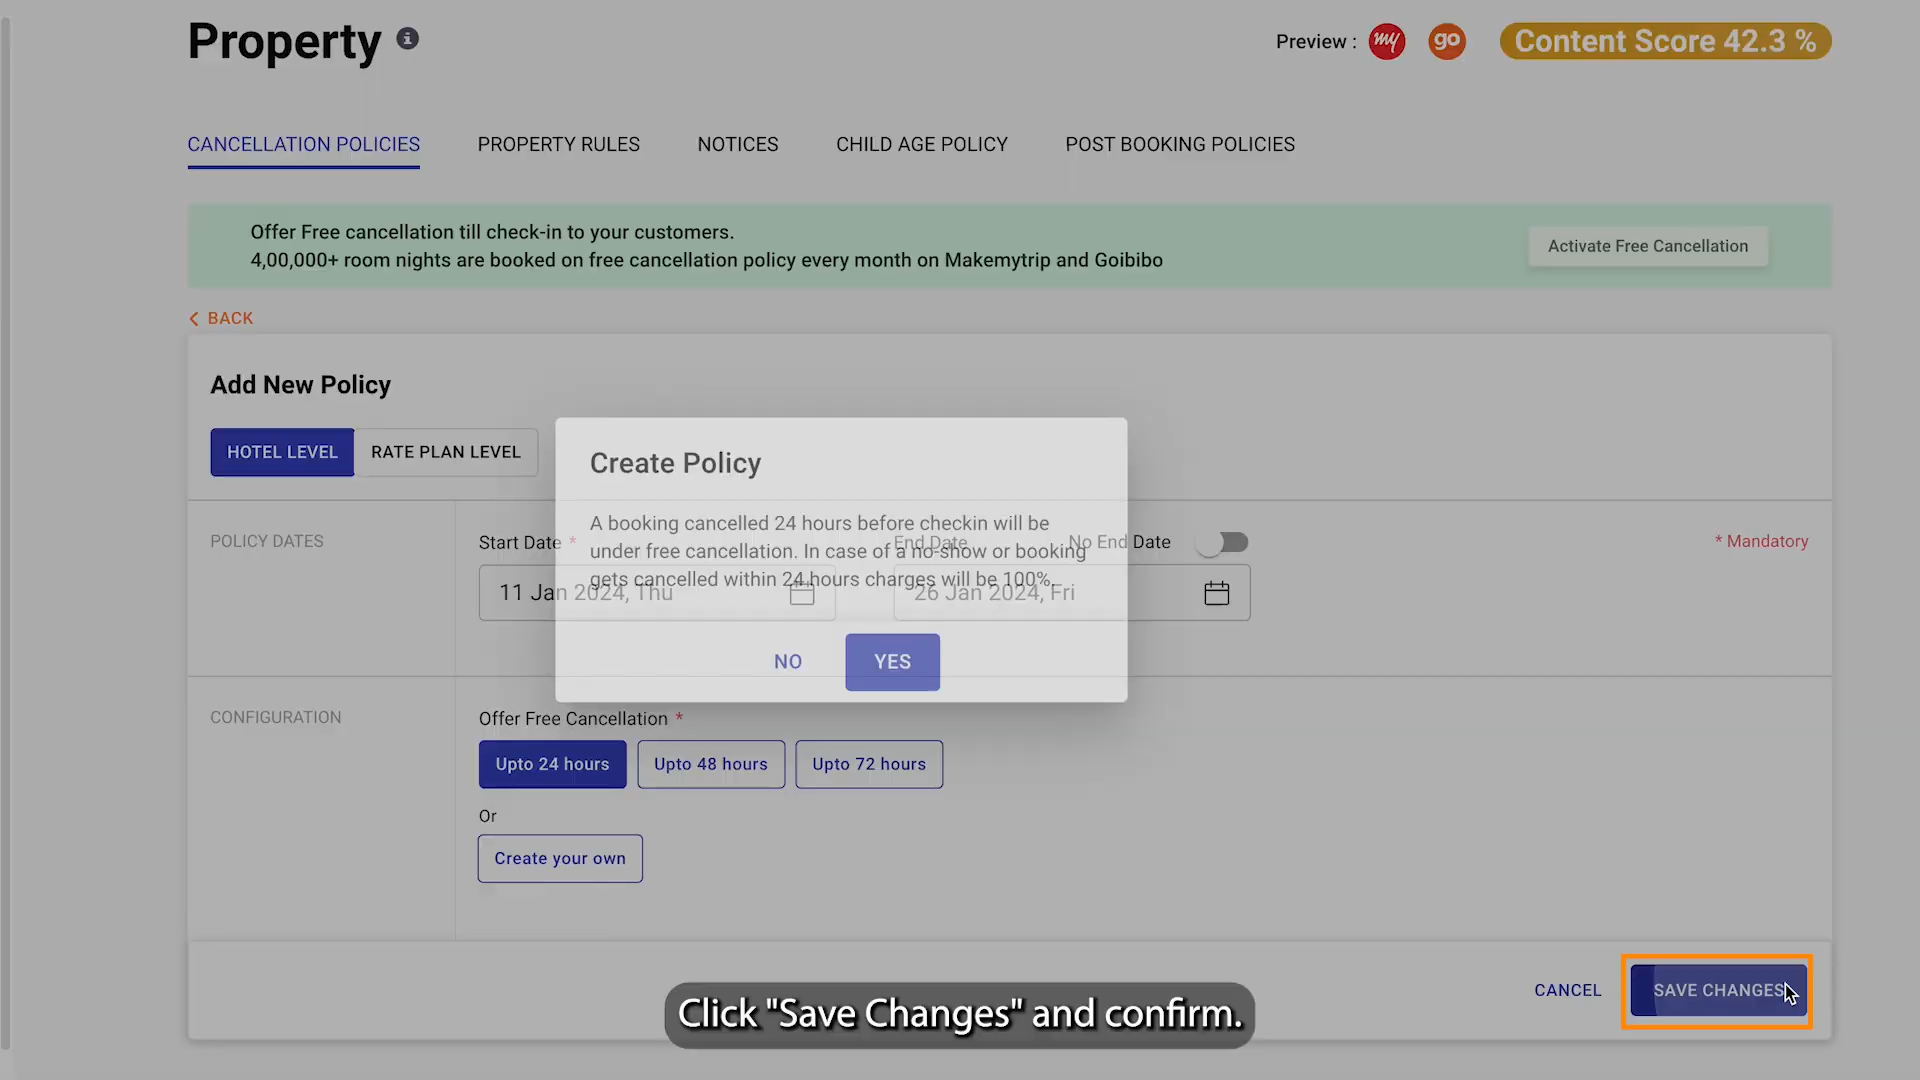 Property
Preview : my go Content Score 42.3 %
CANCELLATION POLICIES PROPERTY RULES NOTICES CHILD AGE POLICY POST BOOKING POLICIES
Offer Free cancellation till check-in to your customers.
4,00,000+ room nights are booked on free cancellation policy every month on Makemytrip and Goibibo
Activate Free Cancellation
BACK
Add New Policy
HOTEL LEVEL RATE PLAN LEVEL
Create Policy
A booking cancelled 24 hours before checkin will be
under free cancellation. In case of a no-show or booking
gets cancelled within 24 hours charges will be 100%.
NO YES
POLICY DATES
Start Date *
End Date
No End Date
* Mandatory
11 Jan 2024, Thu
26 Jan 2024, Fri
CONFIGURATION
Offer Free Cancellation *
Upto 24 hours Upto 48 hours Upto 72 hours
Or
Create your own
CANCEL SAVE CHANGES
Click "Save Changes" and confirm.